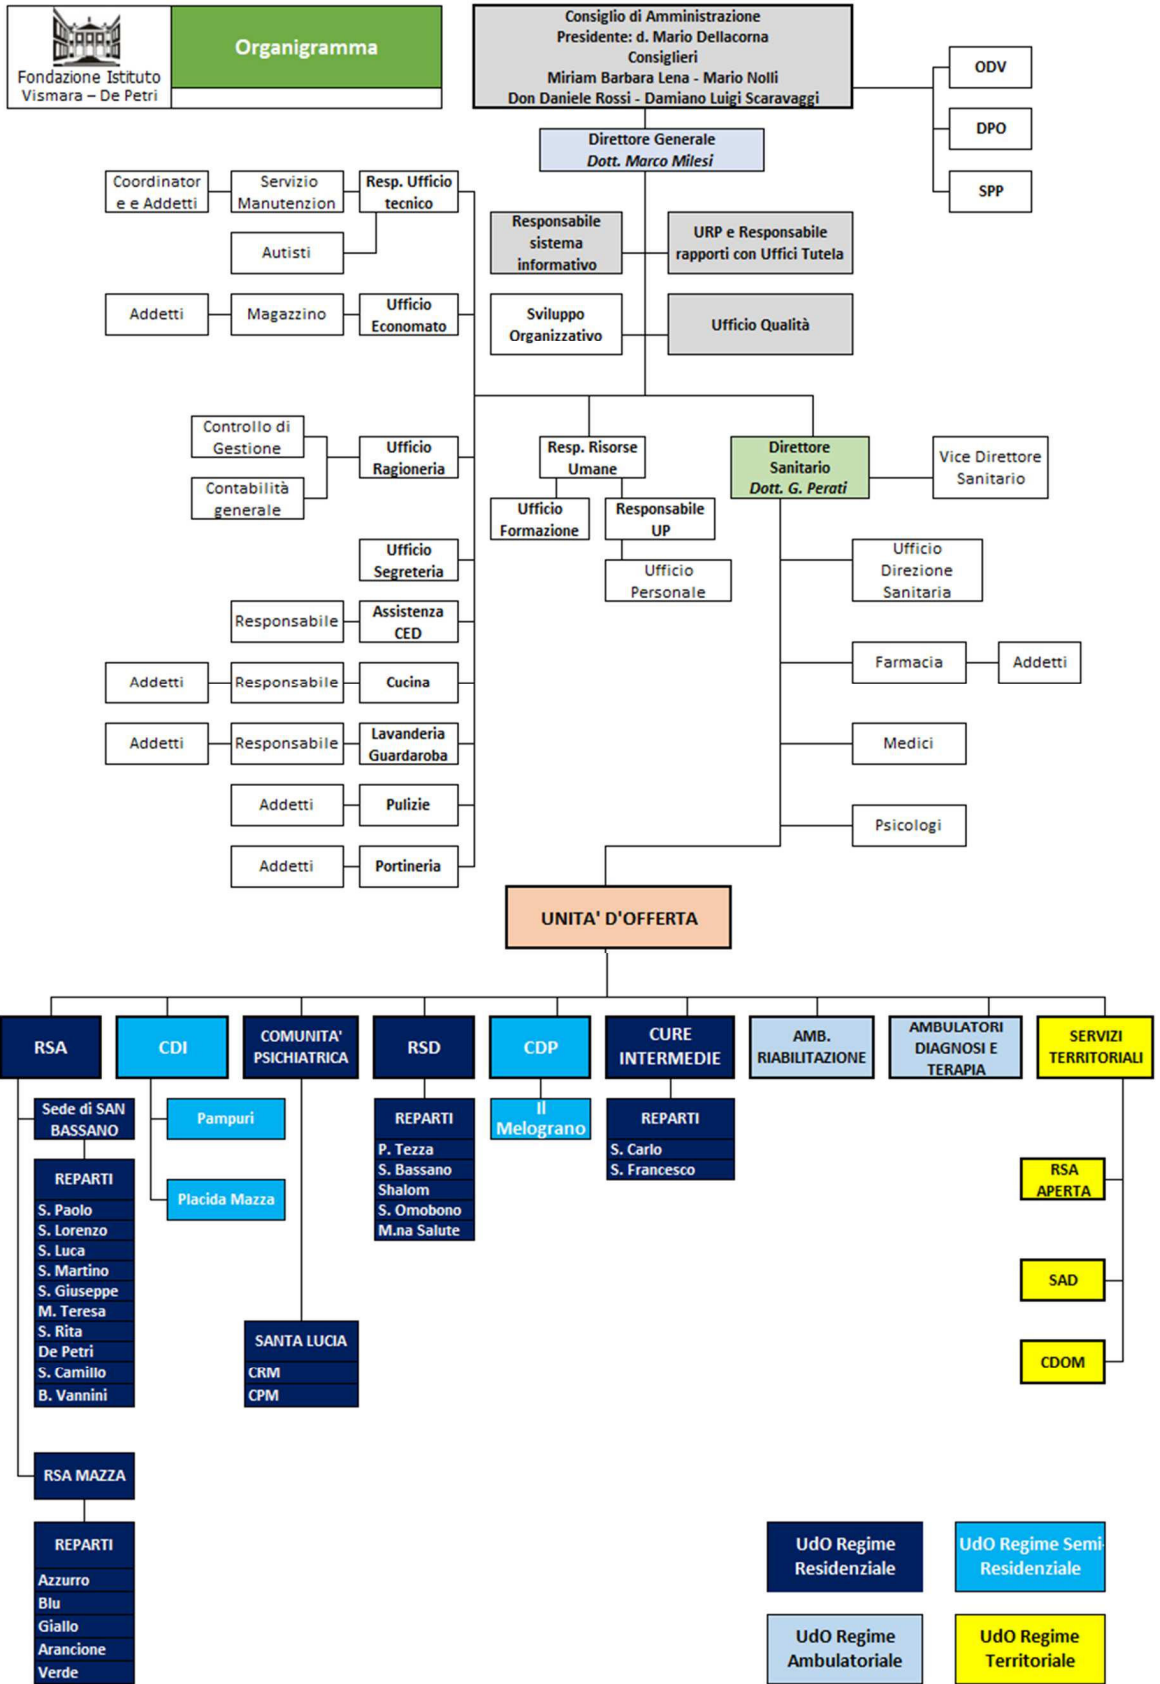 Fondazione Istituto
Vismara – De Petri
Organigramma
Consiglio di Amministrazione
Presidente: d. Mario Dellacorna
Consiglieri
Miriam Barbara Lena - Mario Nolli
Don Daniele Rossi - Damiano Luigi Scaravaggi
ODV
DPO
SPP
Direttore Generale
Dott. Marco Milesi
Coordinator
e e Addetti
Servizio
Manutenzion
Resp. Ufficio
tecnico
Autisti
Responsabile
sistema
informativo
URP e Responsabile
rapporti con Uffici Tutela
Addetti
Magazzino
Ufficio
Economato
Sviluppo
Organizzativo
Ufficio Qualità
Controllo di
Gestione
Contabilità
generale
Ufficio
Ragioneria
Resp. Risorse
Umane
Direttore
Sanitario
Dott. G. Perati
Vice Direttore
Sanitario
Ufficio
Formazione
Responsabile
UP
Ufficio
Personale
Ufficio
Segreteria
Ufficio
Direzione
Sanitaria
Responsabile
Assistenza
CED
Farmacia
Addetti
Addetti
Responsabile
Cucina
Addetti
Responsabile
Lavanderia
Guardaroba
Medici
Addetti
Pulizie
Psicologi
Addetti
Portineria
UNITA' D'OFFERTA
RSA
CDI
COMUNITA'
PSICHIATRICA
RSD
CDP
CURE
INTERMEDIE
AMB.
RIABILITAZIONE
AMBULATORI
DIAGNOSI E
TERAPIA
SERVIZI
TERRITORIALI
Sede di SAN
BASSANO
REPARTI
S. Paolo
S. Lorenzo
S. Luca
S. Martino
S. Giuseppe
M. Teresa
S. Rita
De Petri
S. Camillo
B. Vannini
RSA MAZZA
REPARTI
Azzurro
Blu
Giallo
Arancione
Verde
Pampuri
Placida Mazza
SANTA LUCIA
CRM
CPM
REPARTI
P. Tezza
S. Bassano
Shalom
S. Omobono
M.na Salute
Il
Melograno
REPARTI
S. Carlo
S. Francesco
RSA
APERTA
SAD
CDOM
UdO Regime
Residenziale
UdO Regime Semi-
Residenziale
UdO Regime
Ambulatoriale
UdO Regime
Territoriale